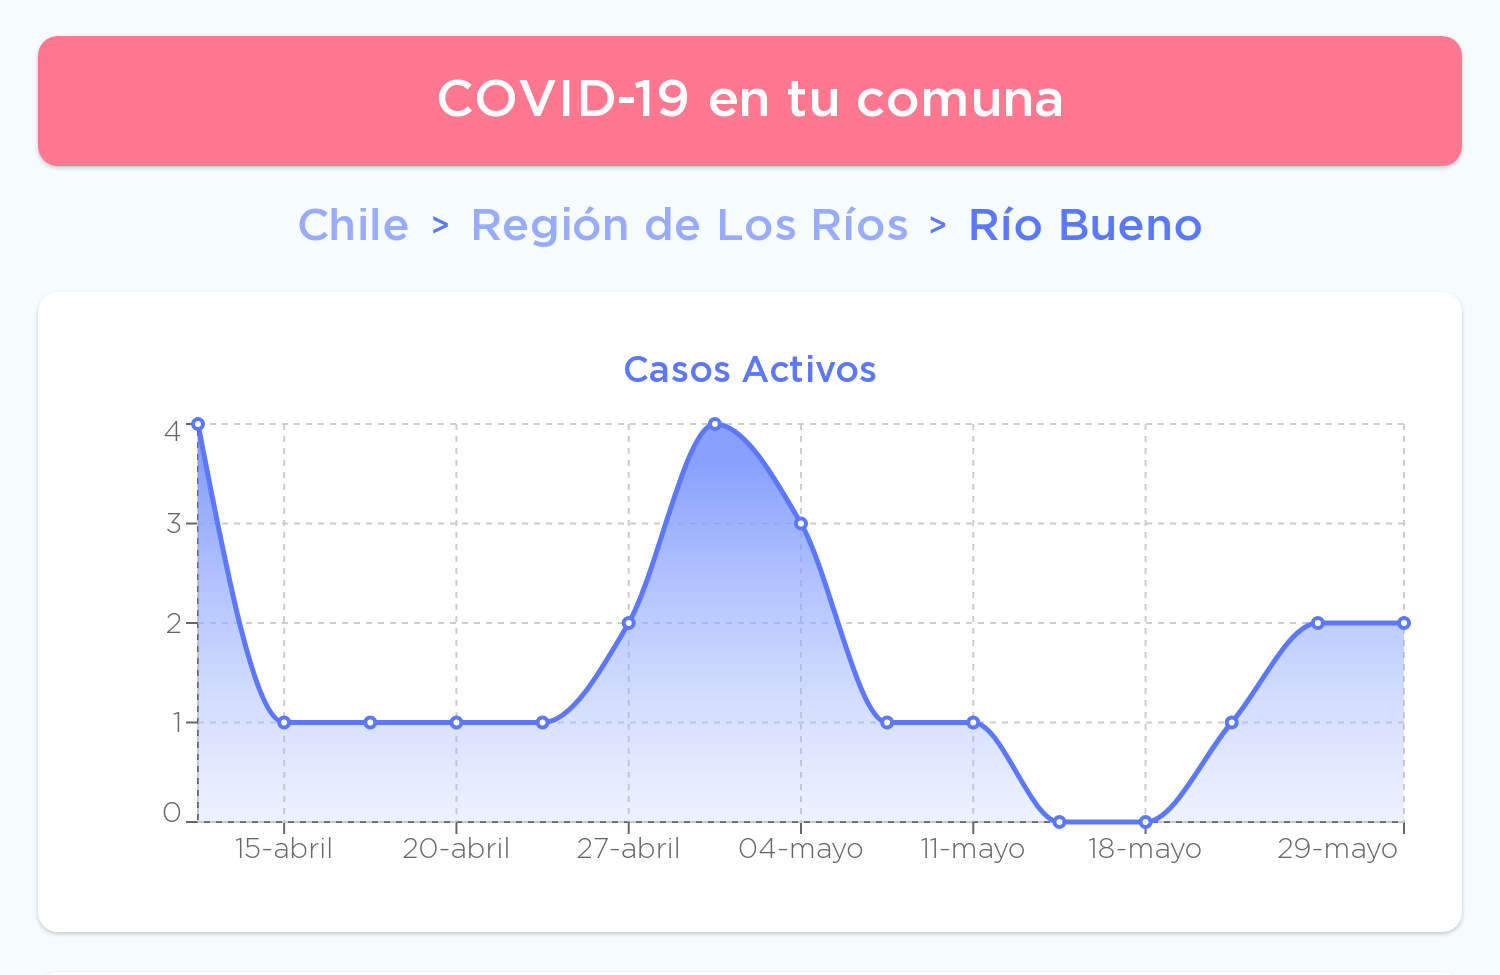 COVID-19 en tu comuna
Chile > Región de Los Ríos > Río Bueno
Casos Activos
4
3
2
1
0
15-abril 20-abril 27-abril 04-mayo 11-mayo 18-mayo 29-mayo